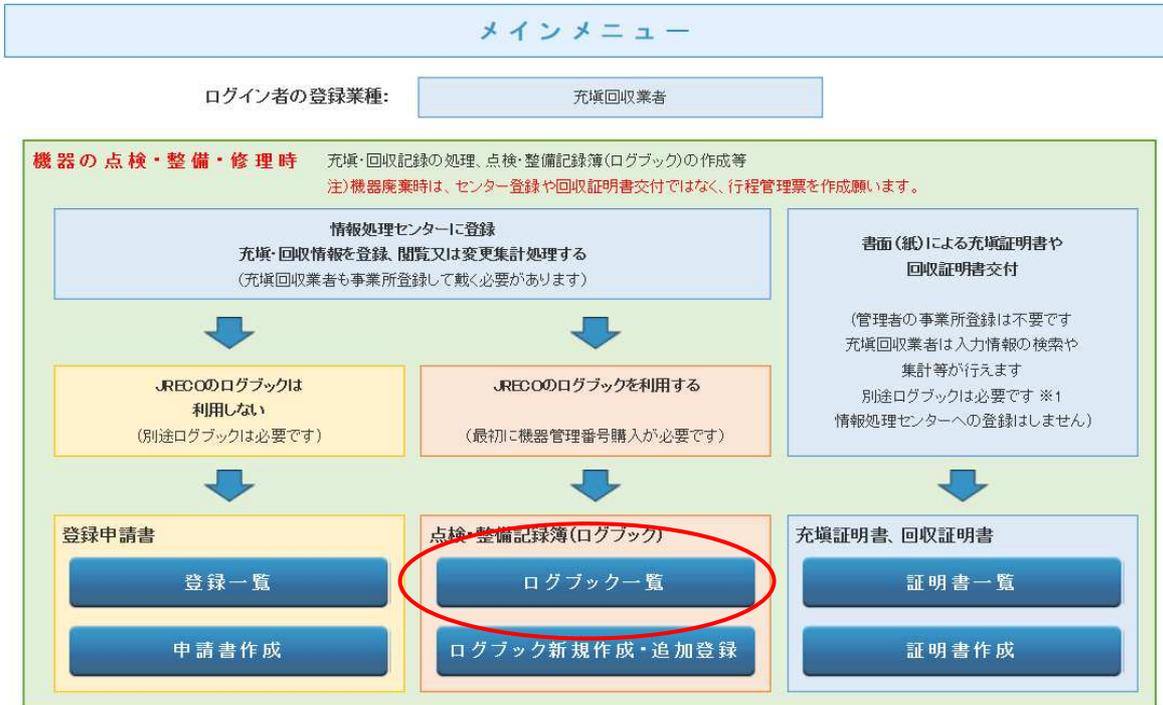 メインメニュー
ログイン者の登録業種:
充塡回収業者
機器の点検・整備・修理時
充塡・回収記録の処理、点検・整備記録簿(ログブック)の作成等
注)機器廃棄時は、センター登録や回収証明書交付ではなく、行程管理票を作成願います。
情報処理センターに登録
充塡・回収情報を登録、閲覧又は変更集計処理する
(充塡回収業者も事業所登録して戴く必要があります)
書面(紙)による充塡証明書や
回収証明書交付
(管理者の事業所登録は不要です
充塡回収業者は入力情報の検索や
集計等が行えます
別途ログブックは必要です ※1
情報処理センターへの登録はしません)
JRECOのログブックは
利用しない
(別途ログブックは必要です)
JRECOのログブックを利用する
(最初に機器管理番号購入が必要です)
登録申請書
登録一覧
申請書作成
点検・整備記録簿(ログブック)
ログブック一覧
ログブック新規作成・追加登録
充塡証明書、回収証明書
証明書一覧
証明書作成